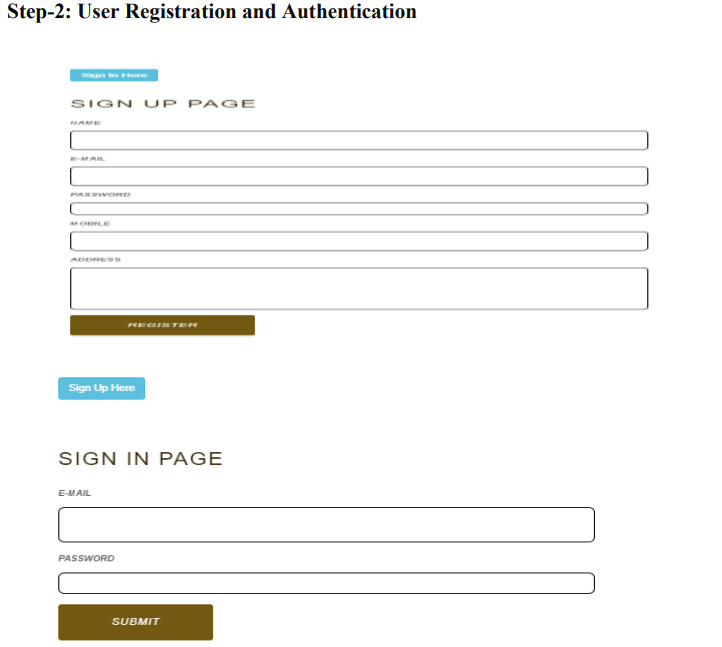 Step-2: User Registration and Authentication
Sign In Here
SIGN UP PAGE
NAME
E-MAIL
PASSWORD
MOBILE
ADDRESS
REGISTER
Sign Up Here
SIGN IN PAGE
E-MAIL
PASSWORD
SUBMIT